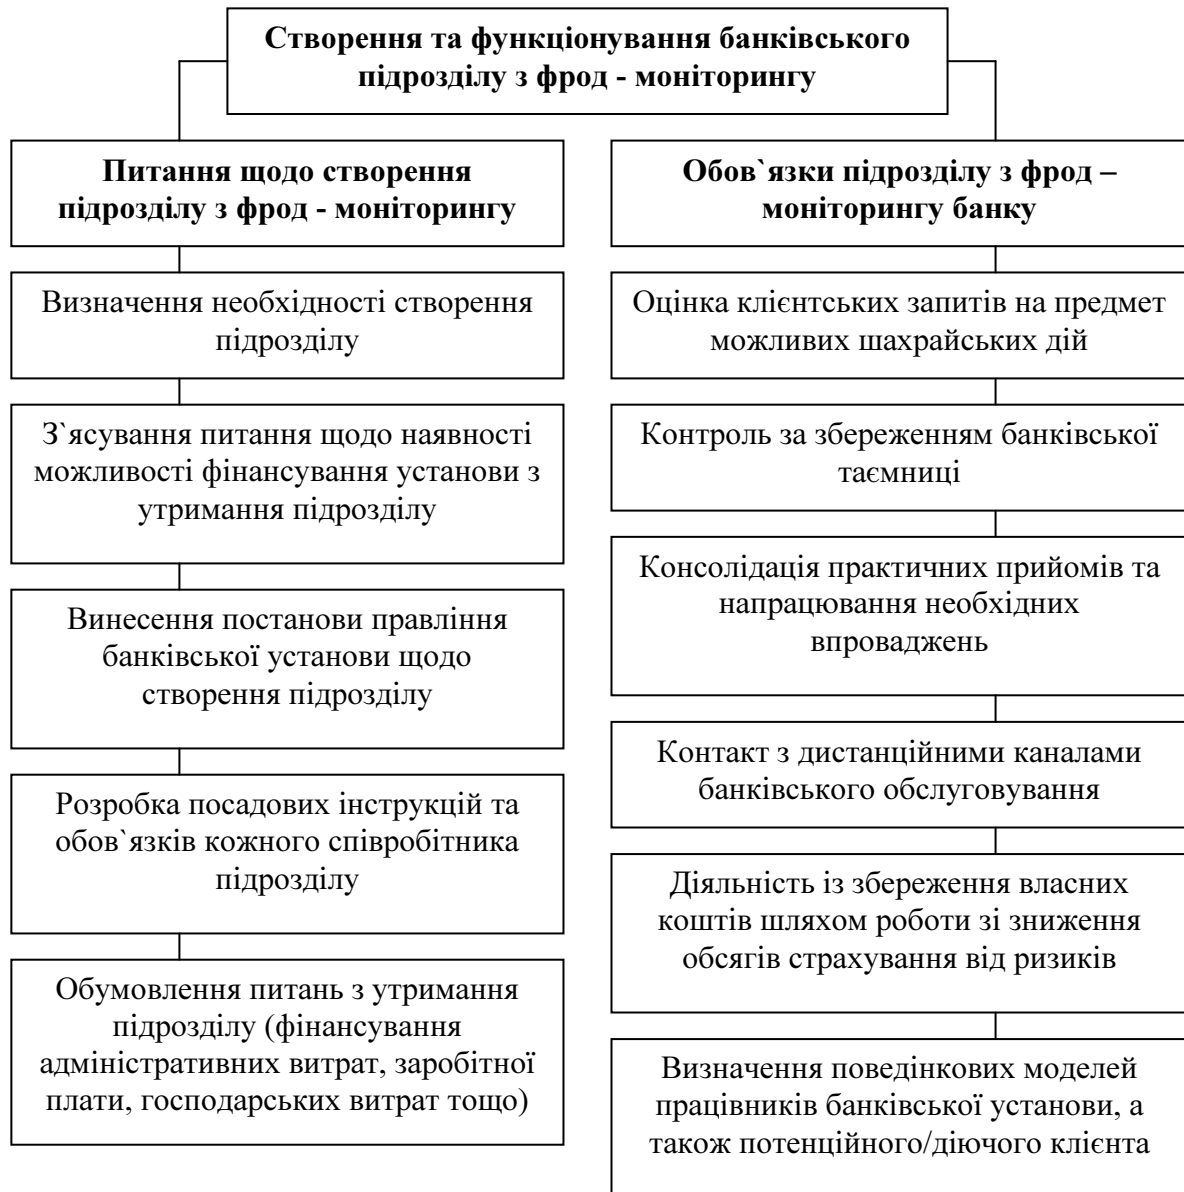 Створення та функціонування банківського
підрозділу з фрод - моніторингу
Питання щодо створення
підрозділу з фрод - моніторингу
Визначення необхідності створення
підрозділу
З`ясування питання щодо наявності
можливості фінансування установи з
утримання підрозділу
Винесення постанови правління
банківської установи щодо
створення підрозділу
Розробка посадових інструкцій та
обов`язків кожного співробітника
підрозділу
Обумовлення питань з утримання
підрозділу (фінансування
адміністративних витрат, заробітної
плати, господарських витрат тощо)
Обов`язки підрозділу з фрод –
моніторингу банку
Оцінка клієнтських запитів на предмет
можливих шахрайських дій
Контроль за збереженням банківської
таємниці
Консолідація практичних прийомів та
напрацювання необхідних
впроваджень
Контакт з дистанційними каналами
банківського обслуговування
Діяльність із збереження власних
коштів шляхом роботи зі зниження
обсягів страхування від ризиків
Визначення поведінкових моделей
працівників банківської установи, а
також потенційного/діючого клієнта